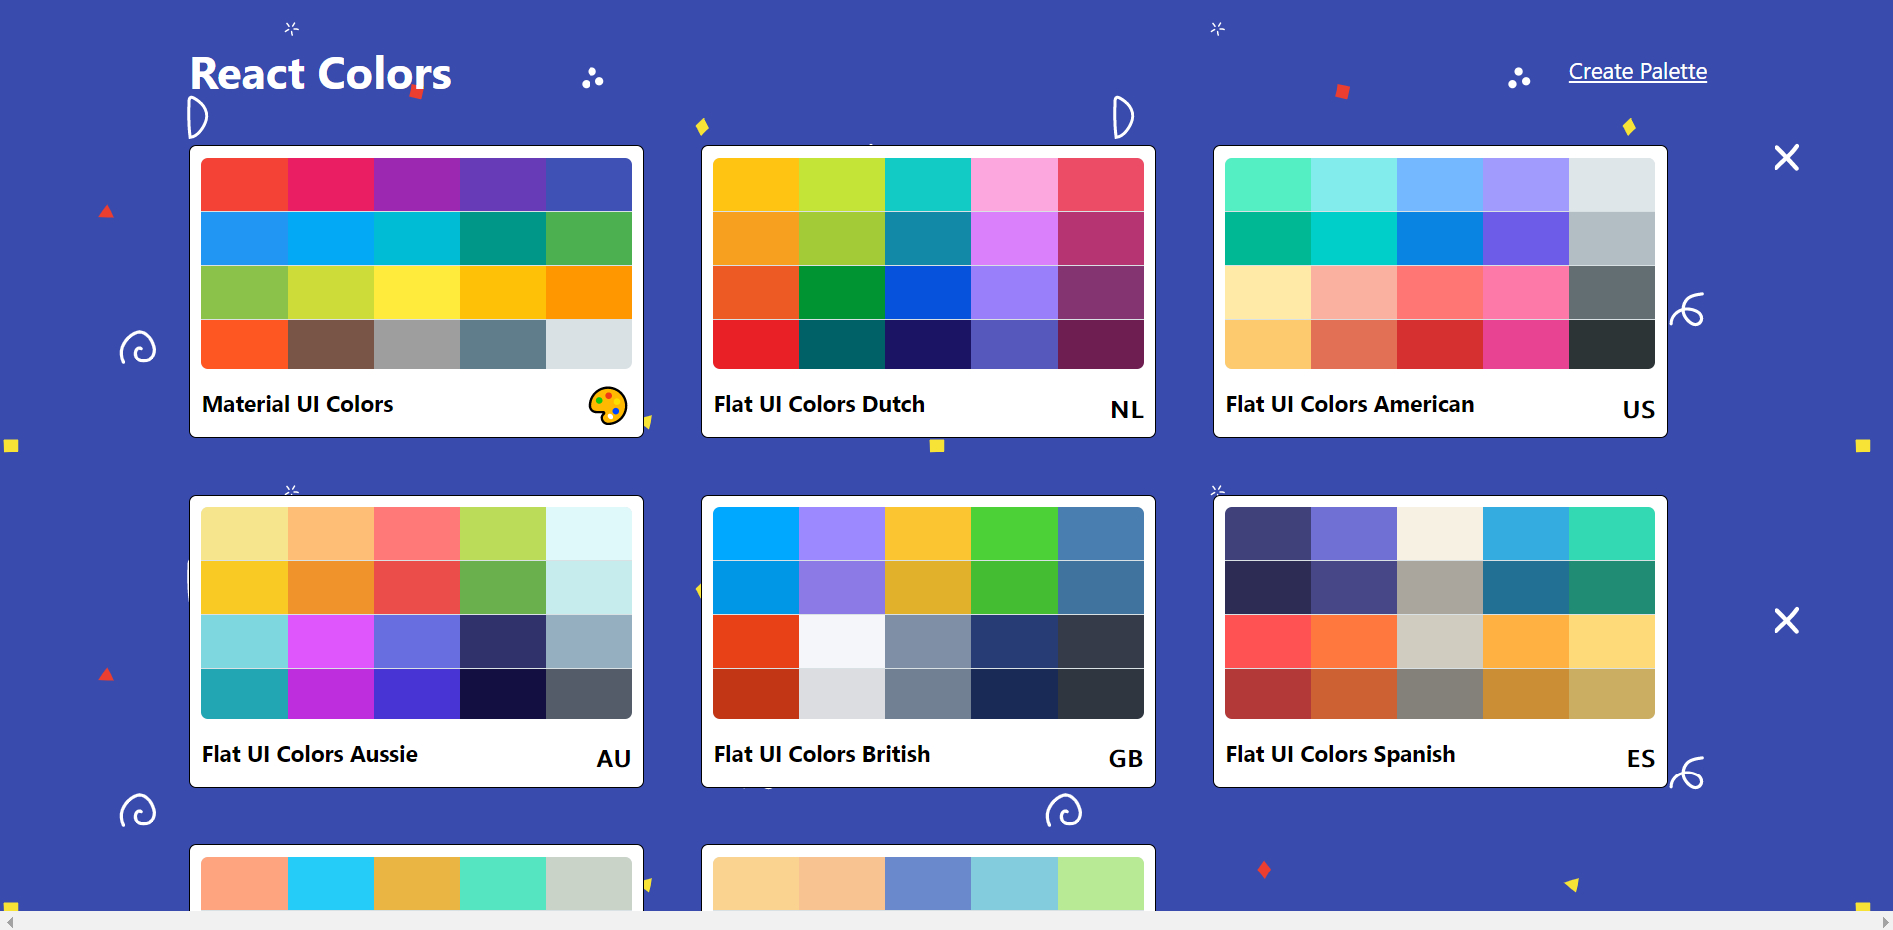 React Colors
Create Palette
Material UI Colors
Flat UI Colors Dutch
NL
Flat UI Colors American
US
Flat UI Colors Aussie
AU
Flat UI Colors British
GB
Flat UI Colors Spanish
ES